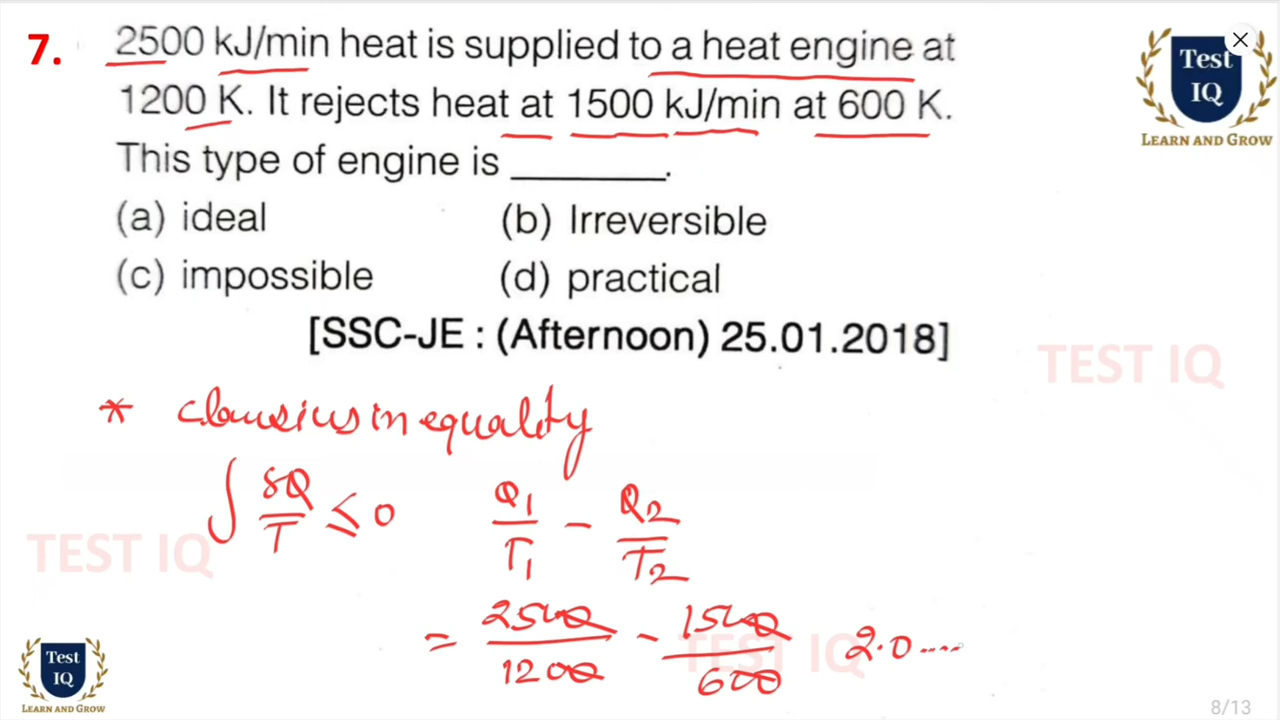 7. 2500 kJ/min heat is supplied to a heat engine at
1200 K. It rejects heat at 1500 kJ/min at 600 K.
This type of engine is ________.
(a) ideal (b) Irreversible
(c) impossible (d) practical
[SSC-JE : (Afternoon) 25.01.2018]
* clausius inequality
∫ δQ/T ≤ 0 Q1/T1 - Q2/T2
= 2500/1200 - 1500/600 2.0....
Test
IQ
LEARN AND GROW
TEST IQ
TEST IQ
TEST IQ
Test
IQ
LEARN AND GROW
8/13